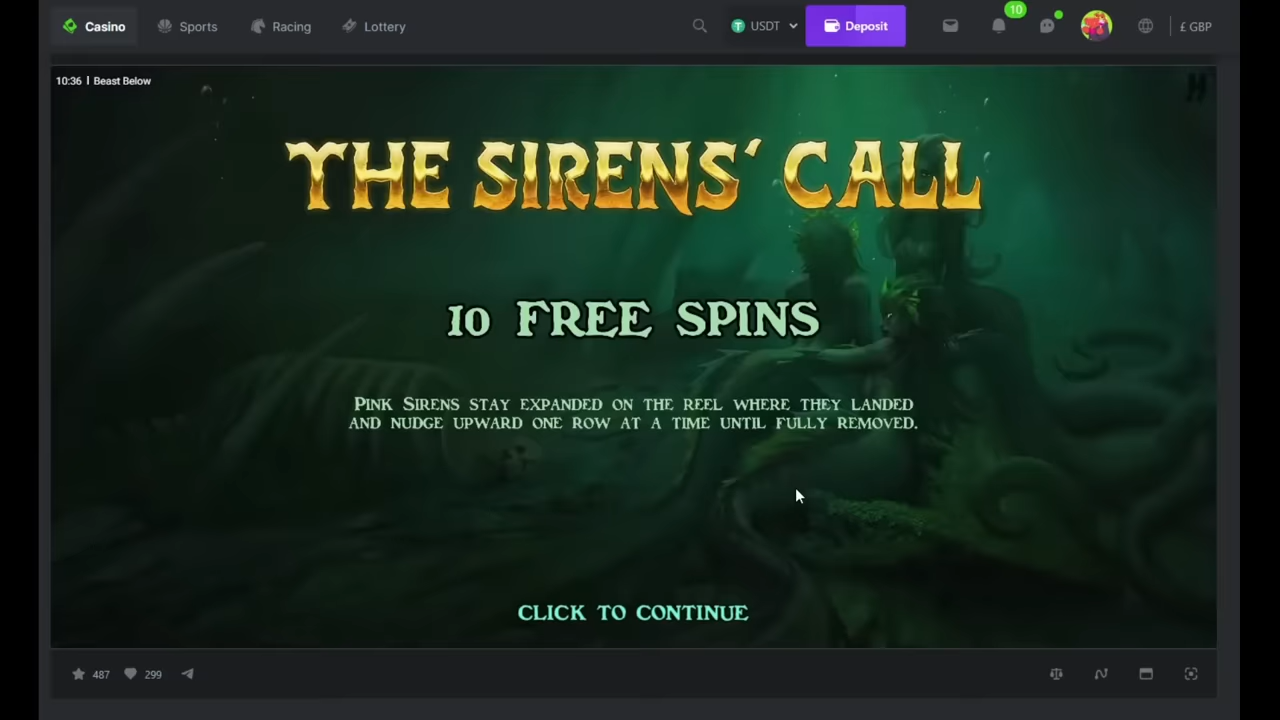 Casino
Sports
Racing
Lottery
USDT
Deposit
10
£ GBP
10:36 | Beast Below
THE SIRENS' CALL
10 FREE SPINS
PINK SIRENS STAY EXPANDED ON THE REEL WHERE THEY LANDED
AND NUDGE UPWARD ONE ROW AT A TIME UNTIL FULLY REMOVED.
CLICK TO CONTINUE
487
299